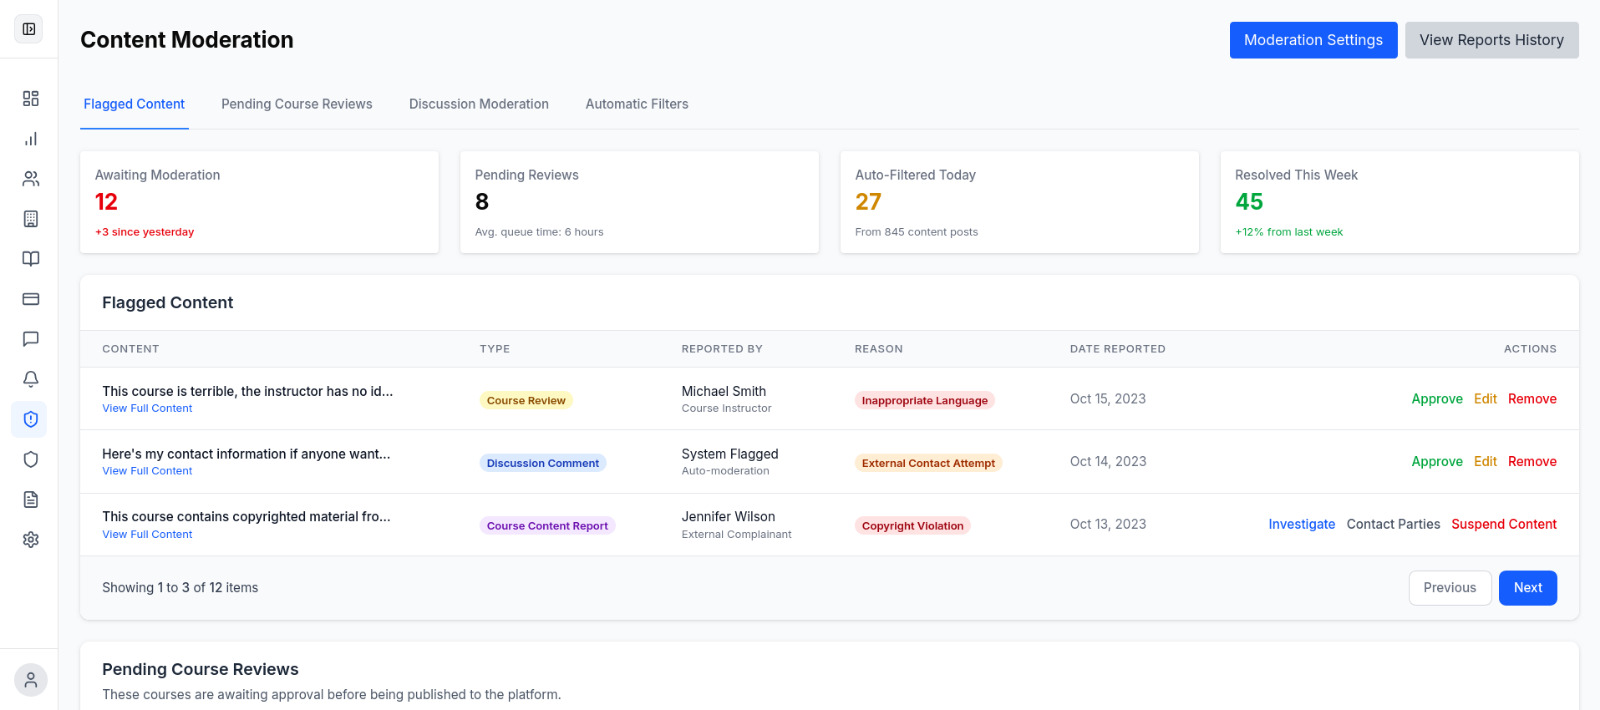 Content Moderation
Moderation Settings
View Reports History
Flagged Content
Pending Course Reviews
Discussion Moderation
Automatic Filters
Awaiting Moderation
12
+3 since yesterday
Pending Reviews
8
Avg. queue time: 6 hours
Auto-Filtered Today
27
From 845 content posts
Resolved This Week
45
+12% from last week
Flagged Content
CONTENT TYPE REPORTED BY REASON DATE REPORTED ACTIONS
This course is terrible, the instructor has no id...
View Full Content
Course Review
Michael Smith
Course Instructor
Inappropriate Language
Oct 15, 2023
Approve Edit Remove
Here's my contact information if anyone want...
View Full Content
Discussion Comment
System Flagged
Auto-moderation
External Contact Attempt
Oct 14, 2023
Approve Edit Remove
This course contains copyrighted material fro...
View Full Content
Course Content Report
Jennifer Wilson
External Complainant
Copyright Violation
Oct 13, 2023
Investigate Contact Parties Suspend Content
Showing 1 to 3 of 12 items
Previous
Next
Pending Course Reviews
These courses are awaiting approval before being published to the platform.